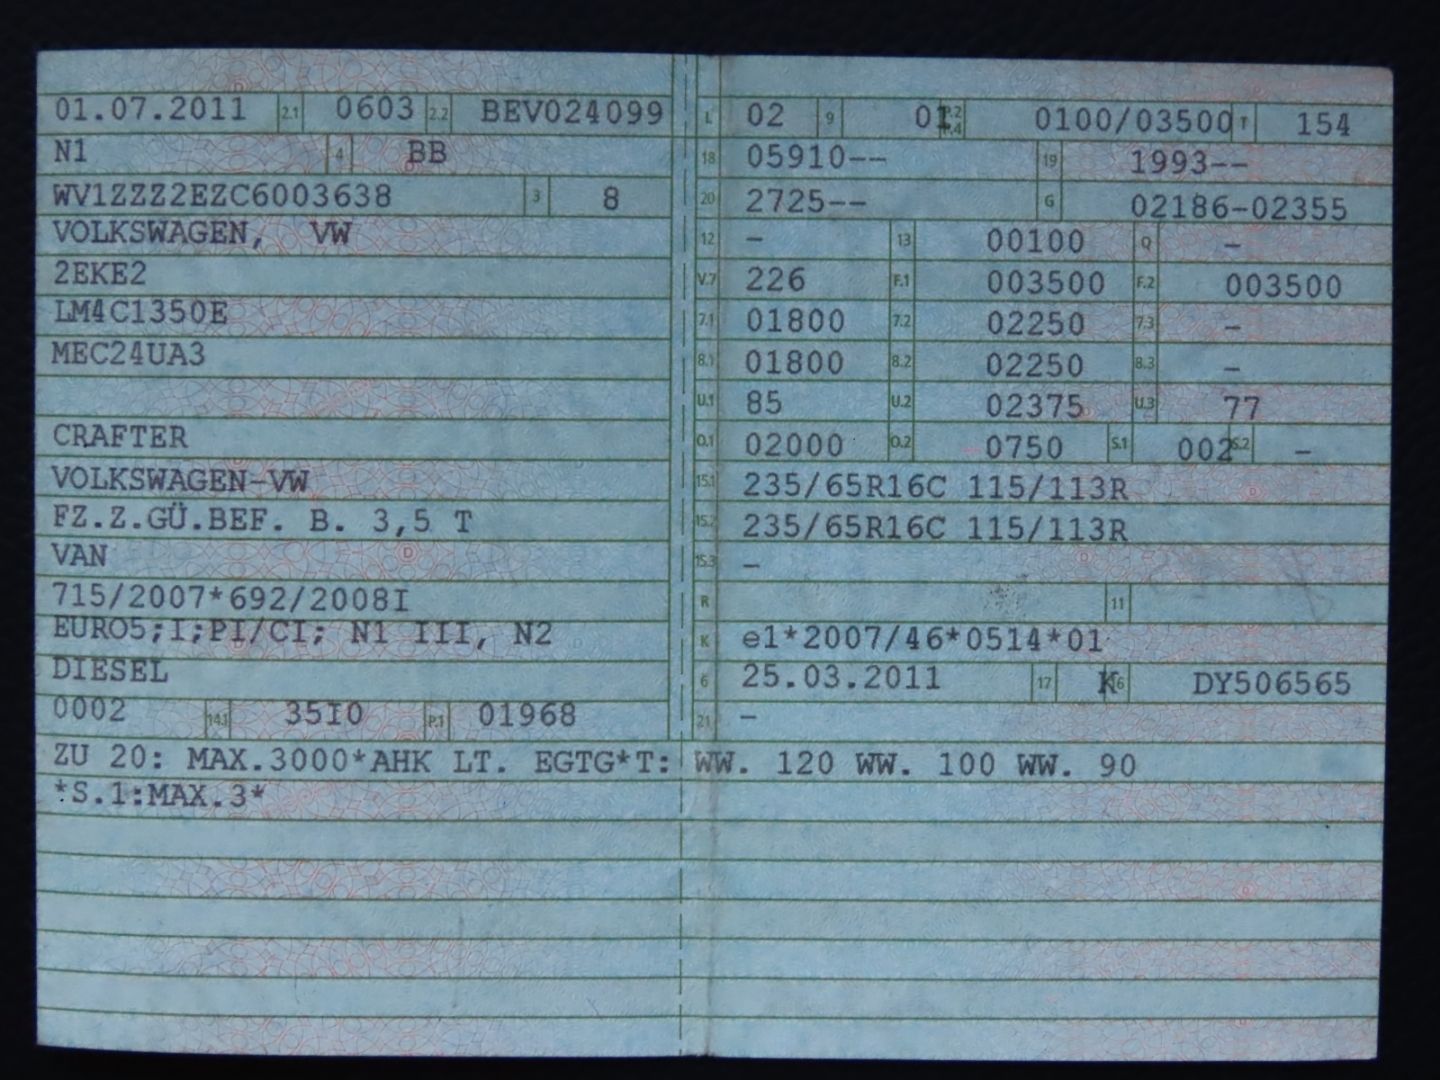 01.07.2011 2.1 0603 2.2 BEV024099
N1 4 BB
WV1ZZZ2EZC6003638 3 8
VOLKSWAGEN, VW
2EKE2
LM4C1350E
MEC24UA3
CRAFTER
VOLKSWAGEN-VW
FZ.Z.GÜ.BEF. B. 3,5 T
VAN
715/2007*692/2008I
EURO5;I;PI/CI; N1 III, N2
DIESEL
0002 14.1 35I0 P.1 01968
L 02 9 01 P.2 P.4 0100/03500 T 154
18 05910-- 19 1993--
20 2725-- G 02186-02355
12 - 13 00100 Q -
V.7 226 F.1 003500 F.2 003500
7.1 01800 7.2 02250 7.3 -
8.1 01800 8.2 02250 8.3 -
U.1 85 U.2 02375 U.3 77
O.1 02000 O.2 0750 S.1 002 S.2 -
15.1 235/65R16C 115/113R
15.2 235/65R16C 115/113R
15.3 -
R 11
K e1*2007/46*0514*01
6 25.03.2011 17 K 16 DY506565
21 -
ZU 20: MAX.3000*AHK LT. EGTG*T: WW. 120 WW. 100 WW. 90
*S.1:MAX.3*